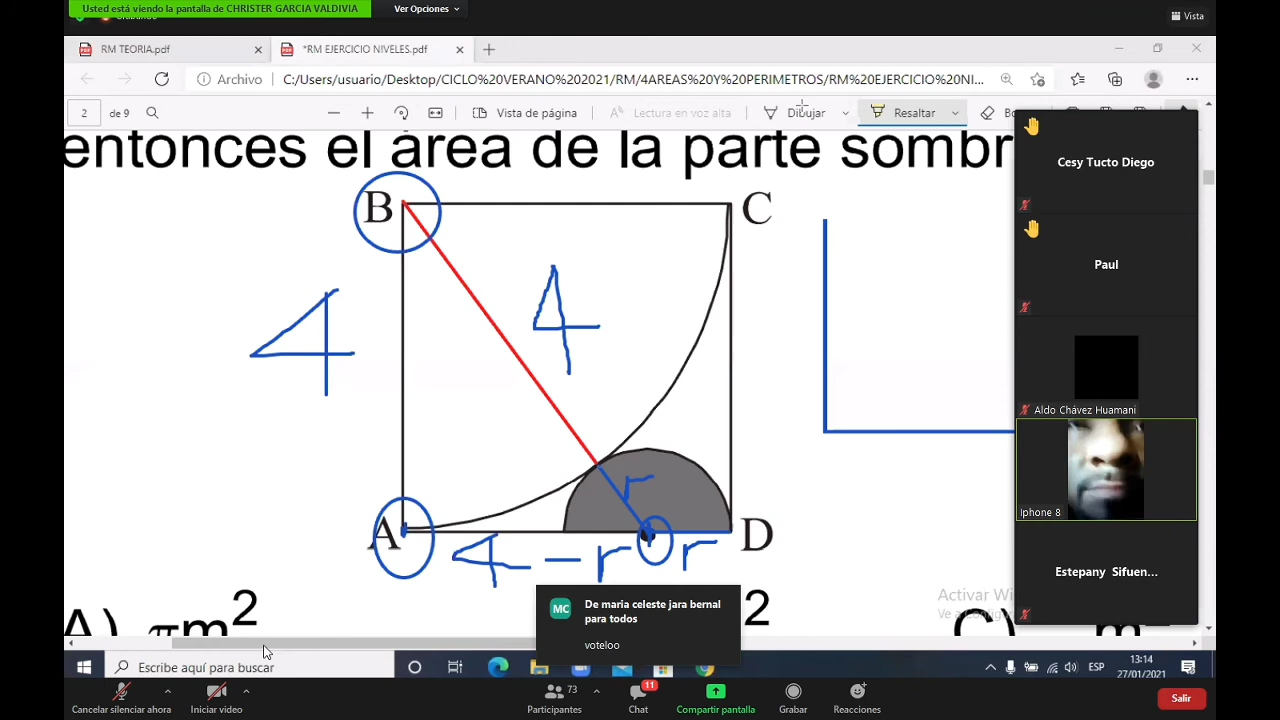 Usted está viendo la pantalla de CHRISTER GARCIA VALDIVIA
Ver Opciones
Vista
RM TEORIA.pdf
*RM EJERCICIO NIVELES.pdf
Archivo
C:/Users/usuario/Desktop/CICLO%20VERANO%202021/RM/4AREAS%20Y%20PERIMETROS/RM%20EJERCICIO%20NI...
2 de 9
Vista de página
Lectura en voz alta
Dibujar
Resaltar
entonces el área de la parte sombr
B
C
4
4
r
A
D
4 - r
r
A) πm²
2
C)
Cesy Tucto Diego
Paul
Aldo Chávez Huamani
Iphone 8
Estepany Sifuen...
Activar Wi
MC
De maria celeste jara bernal
para todos
voteloo
Escribe aquí para buscar
ESP
13:14
27/01/2021
Cancelar silenciar ahora
Iniciar video
73
Participantes
11
Chat
Compartir pantalla
Grabar
Reacciones
Salir